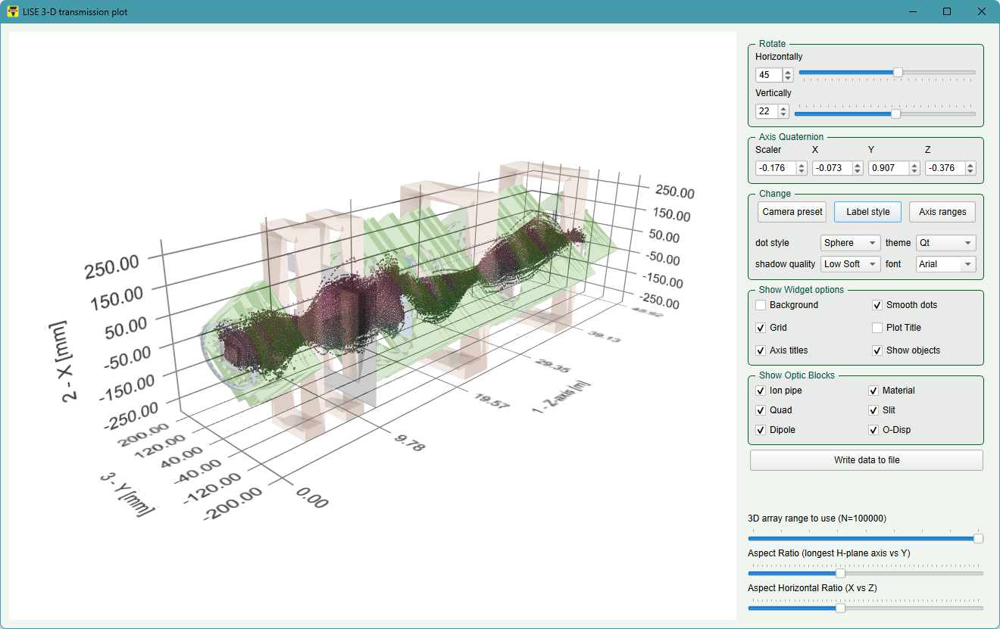 LISE 3-D transmission plot
250.00
150.00
50.00
-50.00
-150.00
-250.00
2 - X [mm]
200.00
120.00
40.00
-40.00
-120.00
-200.00
3 - Y [mm]
0.00
9.78
19.57
29.35
39.13
48.92
1 - Z-axis [m]
250.00
150.00
50.00
-50.00
-150.00
-250.00
Rotate
Horizontally
45
Vertically
22
Axis Quaternion
Scaler X Y Z
-0.176 -0.073 0.907 -0.376
Change
Camera preset Label style Axis ranges
dot style Sphere theme Qt
shadow quality Low Soft font Arial
Show Widget options
Background Smooth dots
Grid Plot Title
Axis titles Show objects
Show Optic Blocks
Ion pipe Material
Quad Slit
Dipole O-Disp
Write data to file
3D array range to use (N=100000)
Aspect Ratio (longest H-plane axis vs Y)
Aspect Horizontal Ratio (X vs Z)